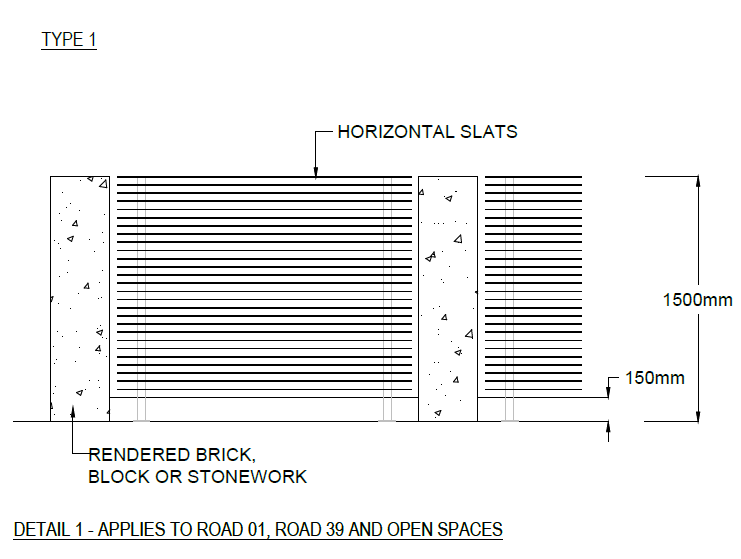 TYPE 1
HORIZONTAL SLATS
1500mm
150mm
RENDERED BRICK,
BLOCK OR STONEWORK
DETAIL 1 - APPLIES TO ROAD 01, ROAD 39 AND OPEN SPACES